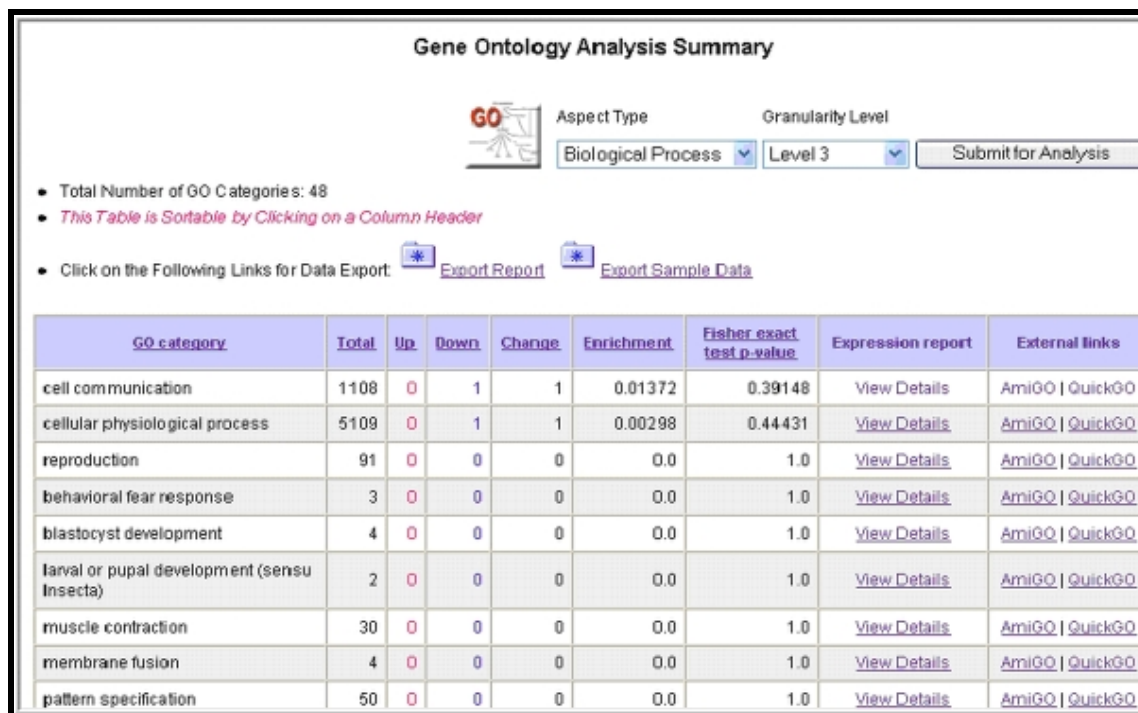 Gene Ontology Analysis Summary
GO
Aspect Type Granularity Level
Biological Process Level 3 Submit for Analysis
Total Number of GO Categories: 48
This Table is Sortable by Clicking on a Column Header
Click on the Following Links for Data Export: Export Report Export Sample Data
GO category Total Up Down Change Enrichment Fisher exact test p-value Expression report External links
cell communication 1108 0 1 1 0.01372 0.39148 View Details AmiGO | QuickGO
cellular physiological process 5109 0 1 1 0.00298 0.44431 View Details AmiGO | QuickGO
reproduction 91 0 0 0 0.0 1.0 View Details AmiGO | QuickGO
behavioral fear response 3 0 0 0 0.0 1.0 View Details AmiGO | QuickGO
blastocyst development 4 0 0 0 0.0 1.0 View Details AmiGO | QuickGO
larval or pupal development (sensu Insecta) 2 0 0 0 0.0 1.0 View Details AmiGO | QuickGO
muscle contraction 30 0 0 0 0.0 1.0 View Details AmiGO | QuickGO
membrane fusion 4 0 0 0 0.0 1.0 View Details AmiGO | QuickGO
pattern specification 50 0 0 0 0.0 1.0 View Details AmiGO | QuickGO